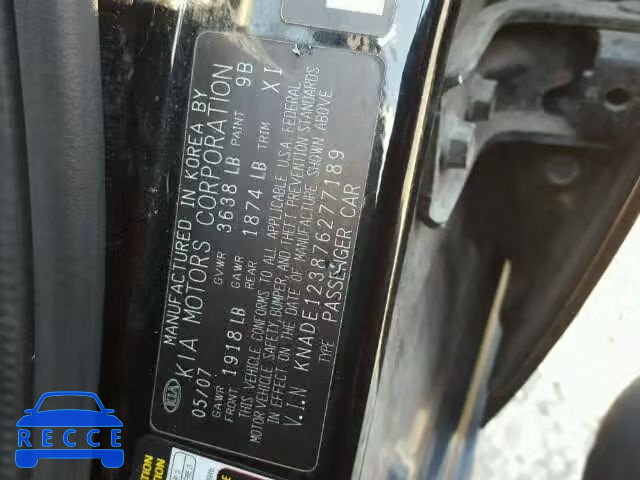 KIA
MANUFACTURED IN KOREA BY
KIA MOTORS CORPORATION
05/07 GVWR 3638 LB PAINT 9B
GAWR FRONT 1918 LB GAWR REAR 1874 LB TRIM XI
THIS VEHICLE CONFORMS TO ALL APPLICABLE U.S.A. FEDERAL
MOTOR VEHICLE SAFETY, BUMPER, AND THEFT PREVENTION STANDARDS
IN EFFECT ON THE DATE OF MANUFACTURE SHOWN ABOVE
V.I.N KNADE123876277189
TYPE PASSENGER CAR
RECCE